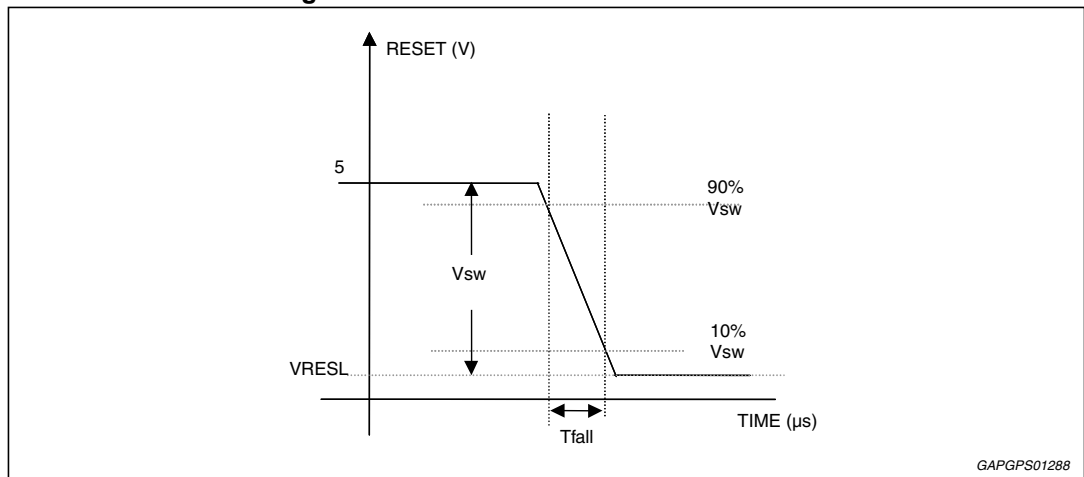 RESET (V)
5
90%
Vsw
Vsw
10%
Vsw
VRESL
TIME (µs)
Tfall
GAPGPS01288